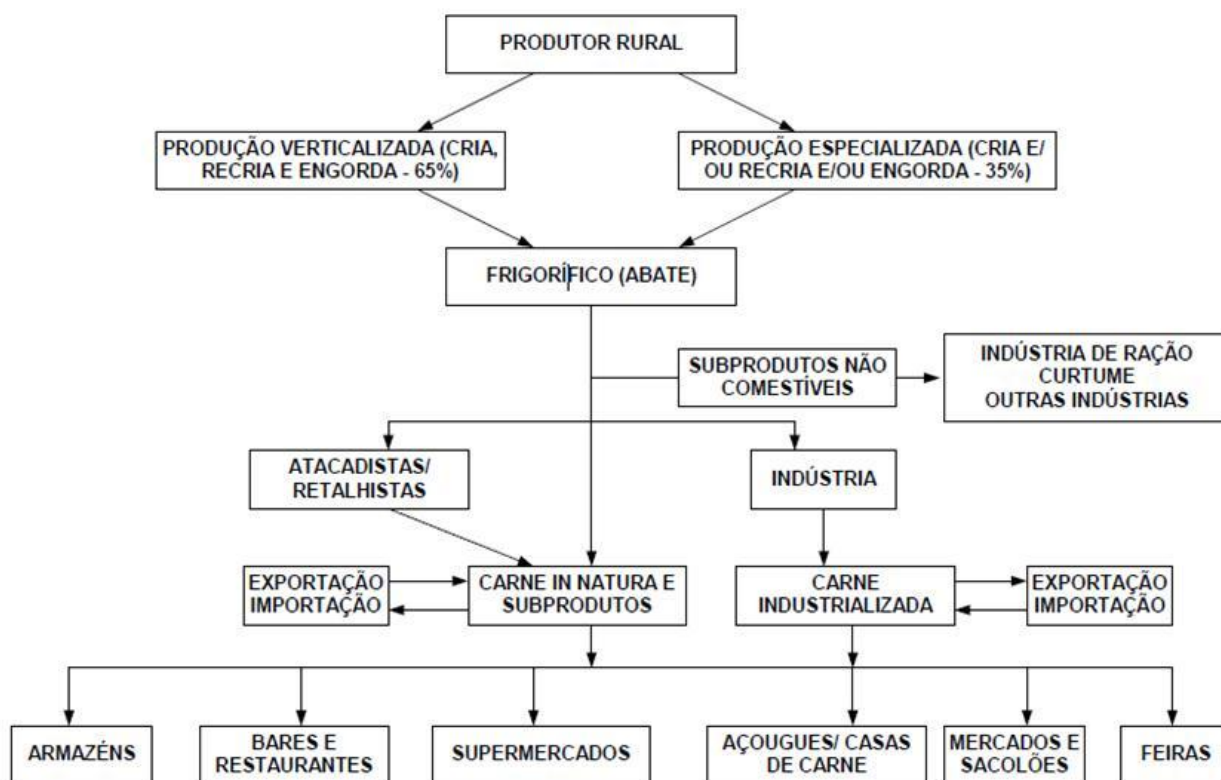 PRODUTOR RURAL
PRODUÇÃO VERTICALIZADA (CRIA,
RECRIA E ENGORDA - 65%)
PRODUÇÃO ESPECIALIZADA (CRIA E/
OU RECRIA E/OU ENGORDA - 35%)
FRIGORÍFICO (ABATE)
SUBPRODUTOS NÃO
COMESTÍVEIS
INDÚSTRIA DE RAÇÃO
CURTUME
OUTRAS INDÚSTRIAS
ATACADISTAS/
RETALHISTAS
INDÚSTRIA
EXPORTAÇÃO
IMPORTAÇÃO
CARNE IN NATURA E
SUBPRODUTOS
CARNE
INDUSTRIALIZADA
EXPORTAÇÃO
IMPORTAÇÃO
ARMAZÉNS
BARES E
RESTAURANTES
SUPERMERCADOS
AÇOUGUES/ CASAS
DE CARNE
MERCADOS E
SACOLÕES
FEIRAS